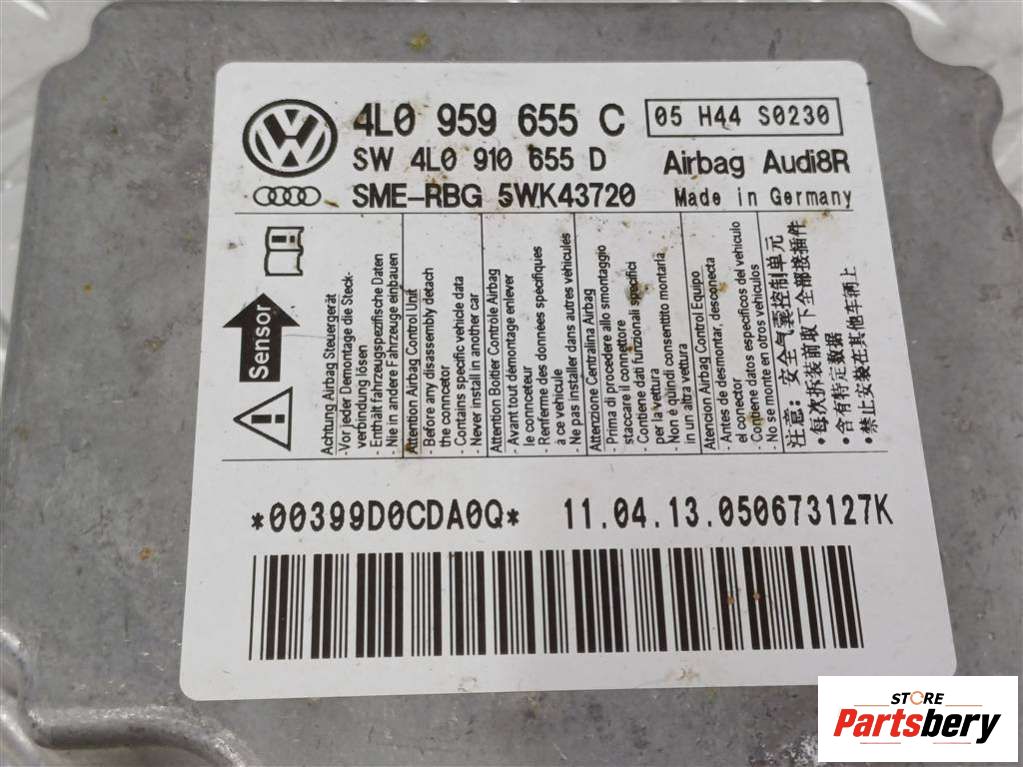 4L0 959 655 C
05 H44 S0230
SW 4L0 910 655 D
Airbag Audi8R
SME-RBG 5WK43720
Made in Germany
Sensor
Achtung Airbag Steuergerät
-Vor jeder Demontage die Steck-
verbindung lösen
- Enthält fahrzeugspezifische Daten
- Nie in andere Fahrzeuge einbauen
Attention Airbag Control Unit
- Before any disassembly detach
the conncetor
- Contains specific vehicle data
- Never install in another car
Attention Boitier Controle Airbag
- Avant tout démontage enlever
le connceteur
- Renferme des données spécifiques
à ce véhicule
- Ne pas installer dans autres véhicules
Attenzione Centralina Airbag
- Prima di procedere allo smontaggio
staccare il connettore
- Contiene dati funzionali specifici
per la vettura
- Non é quindi consentito montarla
in un altra vettura
Atencion Airbag Control Equipo
- Antes de desmontar, desconecta
el conector
- Contiene datos especificos del vehiculo
- No se monte en otros vehiculos
注意: 安全气囊控制单元
•每次拆装前取下全部接插件
•含有特定数据
•禁止安装在其他车辆上
*00399D0CDA0Q*
11.04.13.050673127K
STORE
Partsbery